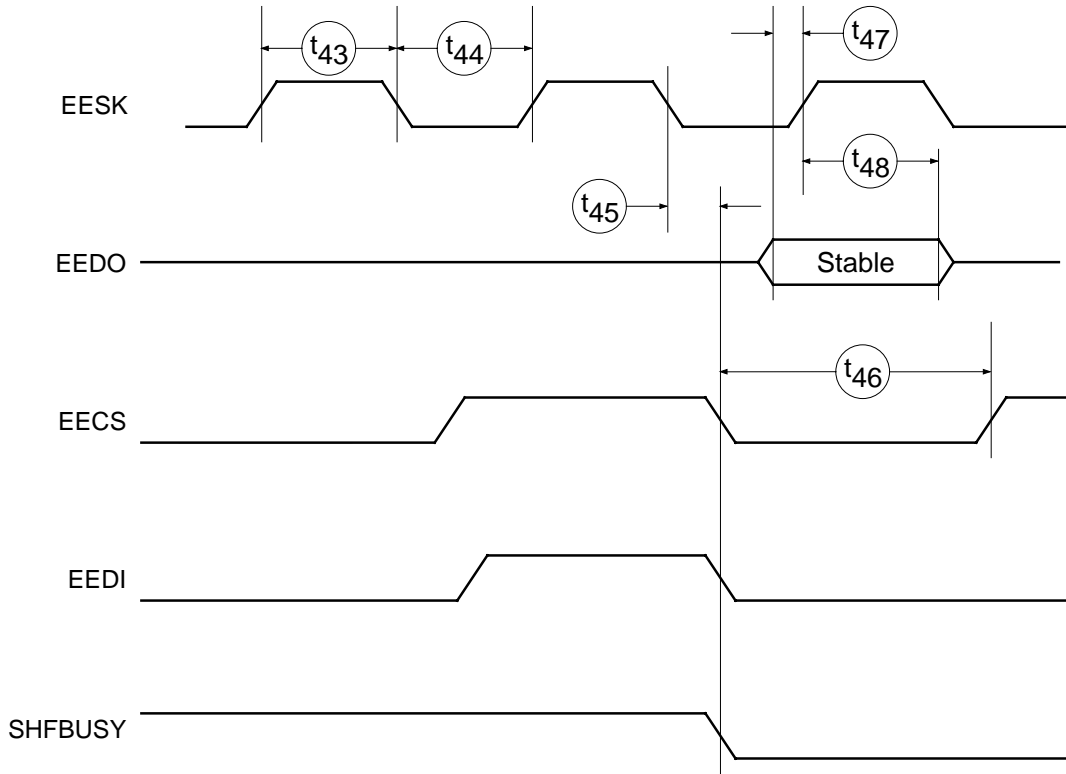 t43
t44
t47
EESK
t48
t45
EEDO
Stable
t46
EECS
EEDI
SHFBUSY